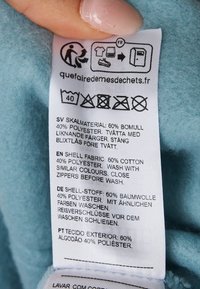 FR
quefairedemesdechets.fr
40
SV SKALMATERIAL: 60% BOMULL
40% POLYESTER. TVÄTTA MED
LIKNANDE FÄRGER. STÄNG
BLIXTLÅS FÖRE TVÄTT.
EN SHELL FABRIC: 60% COTTON
40% POLYESTER. WASH WITH
SIMILAR COLOURS. CLOSE
ZIPPERS BEFORE WASH.
DE SHELL-STOFF: 60% BAUMWOLLE
40% POLYESTER. MIT ÄHNLICHEN
FARBEN WASCHEN.
REIßVERSCHLÜSSE VOR DEM
WASCHEN SCHLIEßEN.
PT TECIDO EXTERIOR: 60%
ALGODÃO 40% POLIÉSTER.
LAVAR COM COR